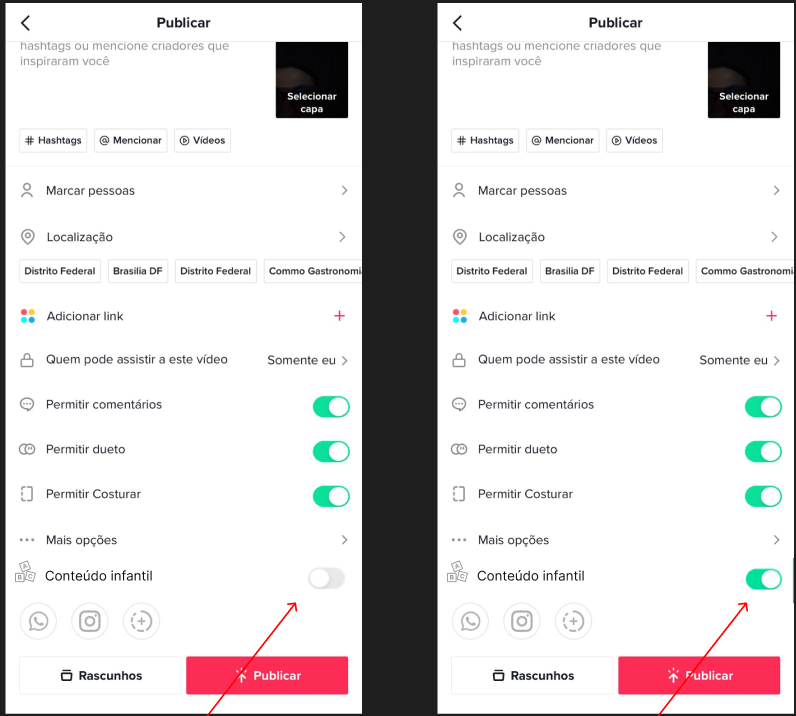 Publicar
hashtags ou mencione criadores que
inspiraram você
Selecionar
capa
# Hashtags
@ Mencionar
Vídeos
Marcar pessoas
Localização
Distrito Federal
Brasilia DF
Distrito Federal
Commo Gastronomi
Adicionar link
Quem pode assistir a este vídeo
Somente eu
Permitir comentários
Permitir dueto
Permitir Costurar
Mais opções
A
B C
Conteúdo infantil
Rascunhos
Publicar
Publicar
hashtags ou mencione criadores que
inspiraram você
Selecionar
capa
# Hashtags
@ Mencionar
Vídeos
Marcar pessoas
Localização
Distrito Federal
Brasilia DF
Distrito Federal
Commo Gastronomi
Adicionar link
Quem pode assistir a este vídeo
Somente eu
Permitir comentários
Permitir dueto
Permitir Costurar
Mais opções
A
B C
Conteúdo infantil
Rascunhos
Publicar